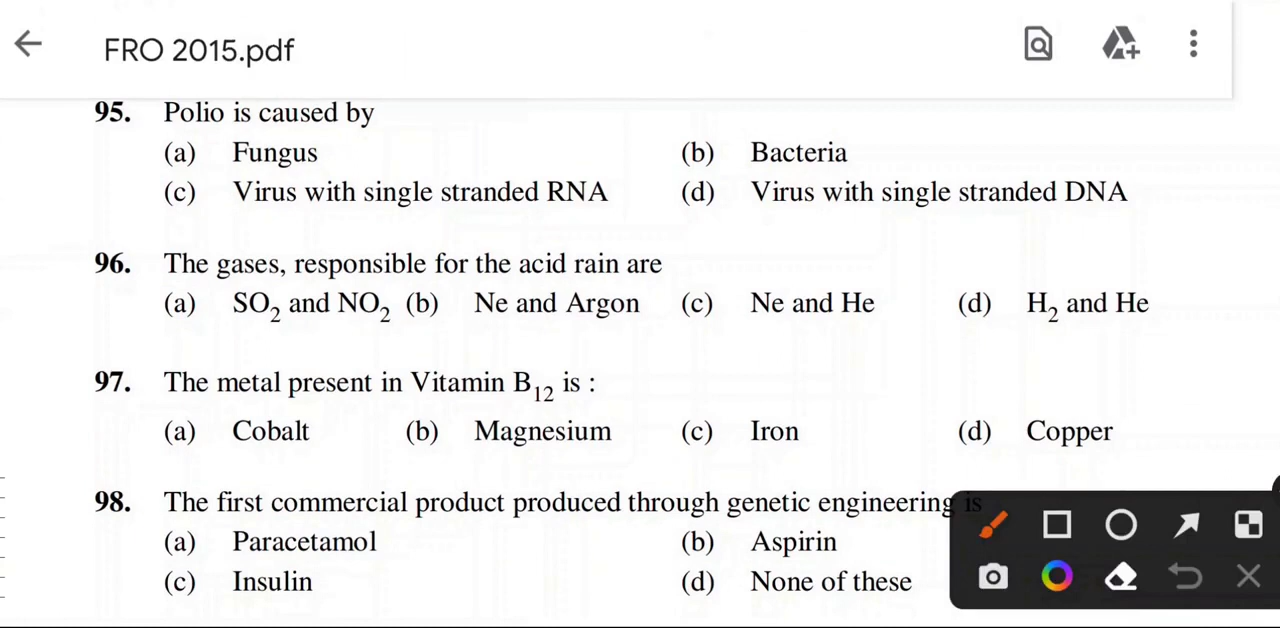 FRO 2015.pdf
95. Polio is caused by
(a) Fungus (b) Bacteria
(c) Virus with single stranded RNA (d) Virus with single stranded DNA
96. The gases, responsible for the acid rain are
(a) SO₂ and NO₂ (b) Ne and Argon (c) Ne and He (d) H₂ and He
97. The metal present in Vitamin B₁₂ is :
(a) Cobalt (b) Magnesium (c) Iron (d) Copper
98. The first commercial product produced through genetic engineering is
(a) Paracetamol (b) Aspirin
(c) Insulin (d) None of these